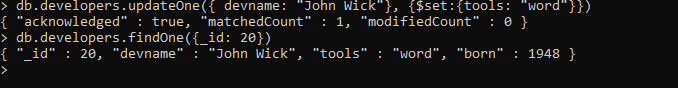 > db.developers.updateOne({ devname: "John Wick"}, {$set:{tools: "word"}})
{ "acknowledged" : true, "matchedCount" : 1, "modifiedCount" : 0 }
> db.developers.findOne({_id: 20})
{ "_id" : 20, "devname" : "John Wick", "tools" : "word", "born" : 1948 }
>